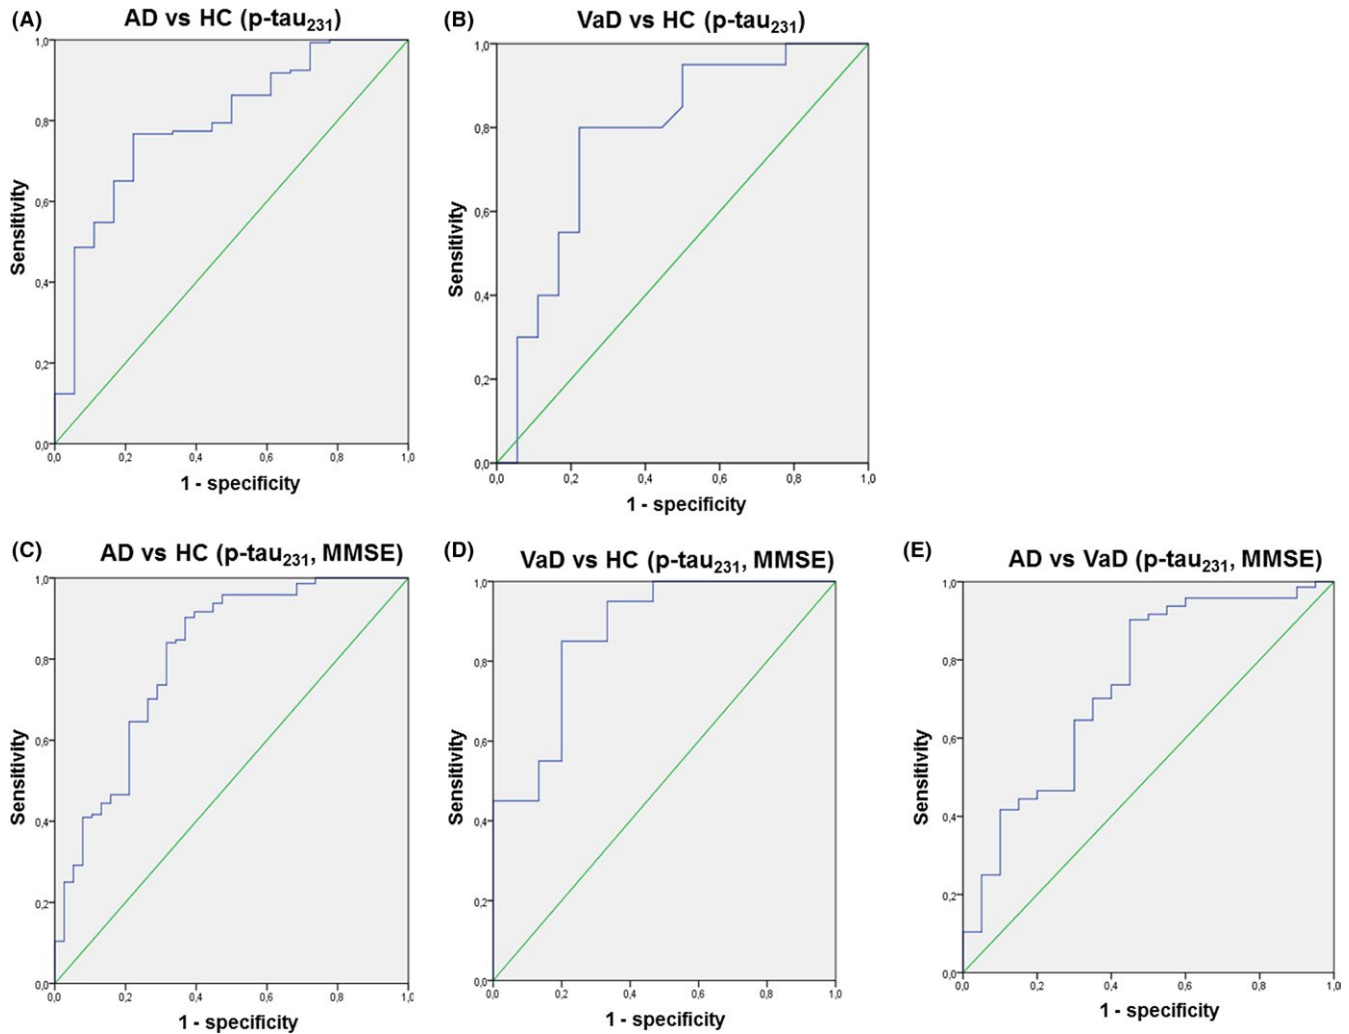 (A) AD vs HC (p-tau₂₃₁)
1,0
0,8
0,6
0,4
0,2
0,0
Sensitivity
0,0 0,2 0,4 0,6 0,8 1,0
1 - specificity
(B) VaD vs HC (p-tau₂₃₁)
1,0
0,8
0,6
0,4
0,2
0,0
Sensitivity
0,0 0,2 0,4 0,6 0,8 1,0
1 - specificity
(C) AD vs HC (p-tau₂₃₁, MMSE)
1,0
0,8
0,6
0,4
0,2
0,0
Sensitivity
0,0 0,2 0,4 0,6 0,8 1,0
1 - specificity
(D) VaD vs HC (p-tau₂₃₁, MMSE)
1,0
0,8
0,6
0,4
0,2
0,0
Sensitivity
0,0 0,2 0,4 0,6 0,8 1,0
1 - specificity
(E) AD vs VaD (p-tau₂₃₁, MMSE)
1,0
0,8
0,6
0,4
0,2
0,0
Sensitivity
0,0 0,2 0,4 0,6 0,8 1,0
1 - specificity